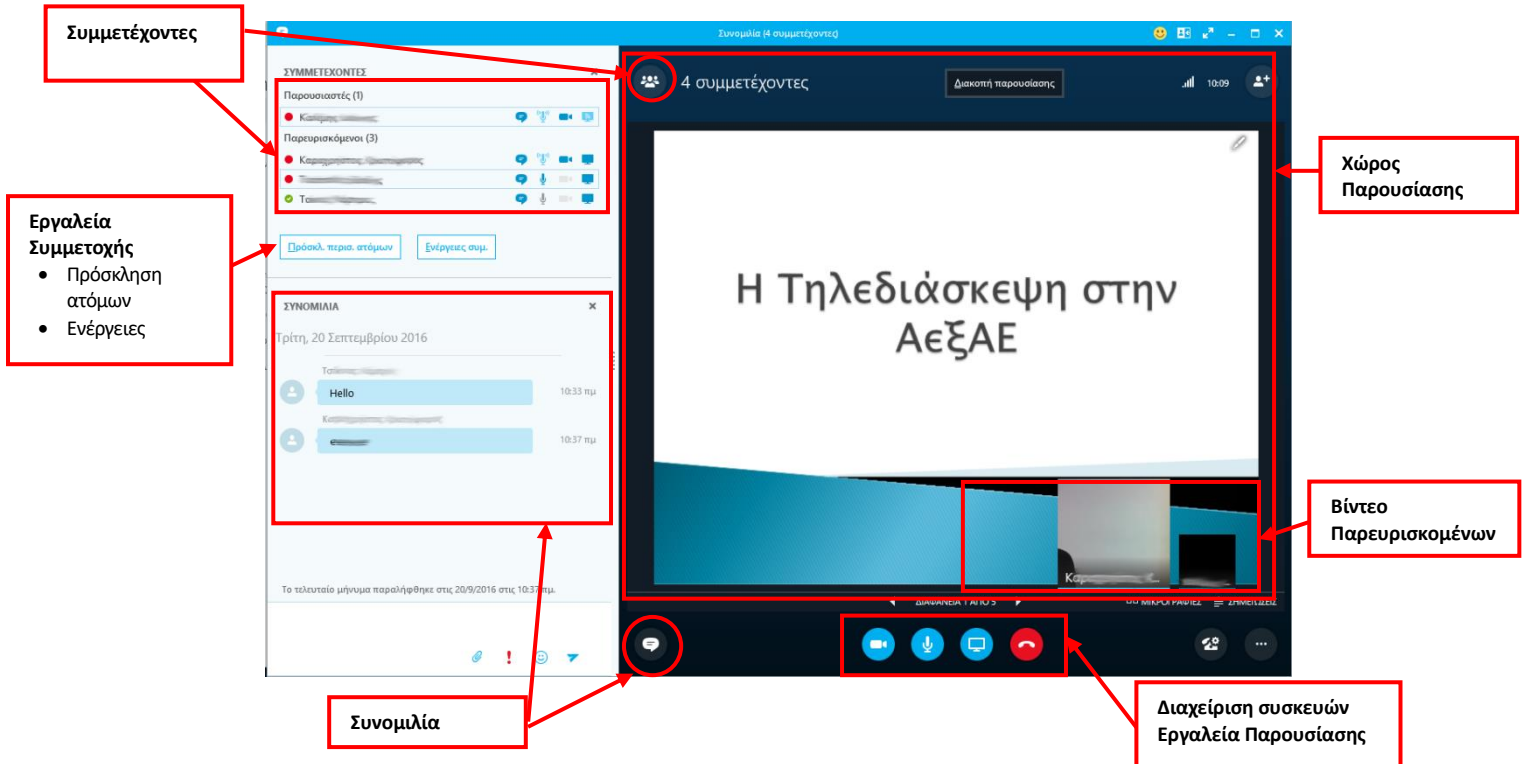 Συμμετέχοντες
Συνομιλία (4 συμμετέχοντες)
ΣΥΜΜΕΤΕΧΟΝΤΕΣ
Παρουσιαστές (1)
Παρευρισκόμενοι (3)
Πρόσκλ. περισ. ατόμων
Ενέργειες συμ.
Εργαλεία
Συμμετοχής
• Πρόσκληση
ατόμων
• Ενέργειες
ΣΥΝΟΜΙΛΙΑ
Τρίτη, 20 Σεπτεμβρίου 2016
Hello 10:33 πμ
10:37 πμ
Το τελευταίο μήνυμα παραλήφθηκε στις 20/9/2016 στις 10:37 πμ.
Συνομιλία
4 συμμετέχοντες
Διακοπή παρουσίασης
10:09
Η Τηλεδιάσκεψη στην
ΑεξΑΕ
ΔΙΑΦΑΝΕΙΑ 1 ΑΠΟ 5
ΜΙΚΡΟΓΡΑΦΙΕΣ
ΣΗΜΕΙΩΣΕΙΣ
Χώρος
Παρουσίασης
Βίντεο
Παρευρισκομένων
Διαχείριση συσκευών
Εργαλεία Παρουσίασης